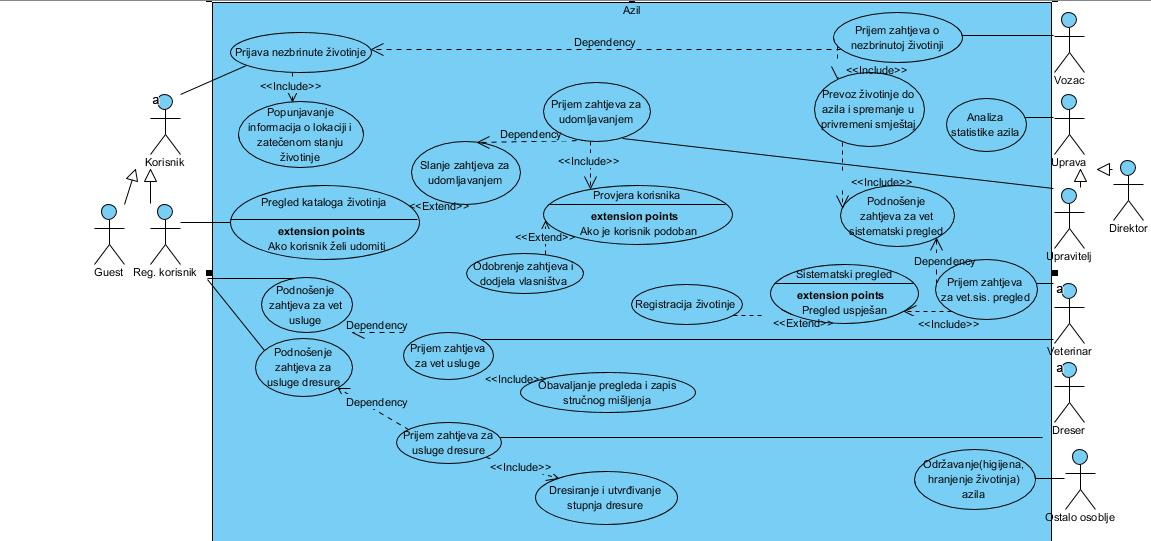 Azil
Prijava nezbrinute životinje
Dependency
Prijem zahtjeva o
nezbrinutoj životinji
Vozac
<<Include>>
<<Include>>
a
Korisnik
Popunjavanje
informacija o lokaciji i
zatečenom stanju
životinje
Prijem zahtjeva za
udomljavanjem
Prevoz životinje do
azila i spremanje u
privremeni smještaj
Analiza
statistike azila
Uprava
Dependency
<<Include>>
Slanje zahtjeva za
udomljavanjem
<<Include>>
<<Extend>>
Guest
Reg. korisnik
Pregled kataloga životinja
extension points
Ako korisnik želi udomiti
Provjera korisnika
extension points
Ako je korisnik podoban
Podnošenje
zahtjeva za vet
sistematski pregled
Direktor
Upravitelj
<<Extend>>
Dependency
Odobrenje zahtjeva i
dodjela vlasništva
Sistematski pregled
extension points
Pregled uspješan
Prijem zahtjeva
za vet.sis. pregled
a
Veterinar
Podnošenje
zahtjeva za vet
usluge
Registracija životinje
<<Extend>>
<<Include>>
Dependency
Prijem zahtjeva
za vet usluge
Podnošenje
zahtjeva za
usluge dresure
<<Include>>
Obavaljanje pregleda i zapis
stručnog mišljenja
a
Dreser
Dependency
Prijem zahtjeva za
usluge dresure
<<Include>>
Dresiranje i utvrđivanje
stupnja dresure
Održavanje(higijena,
hranjenje životinja)
azila
Ostalo osoblje